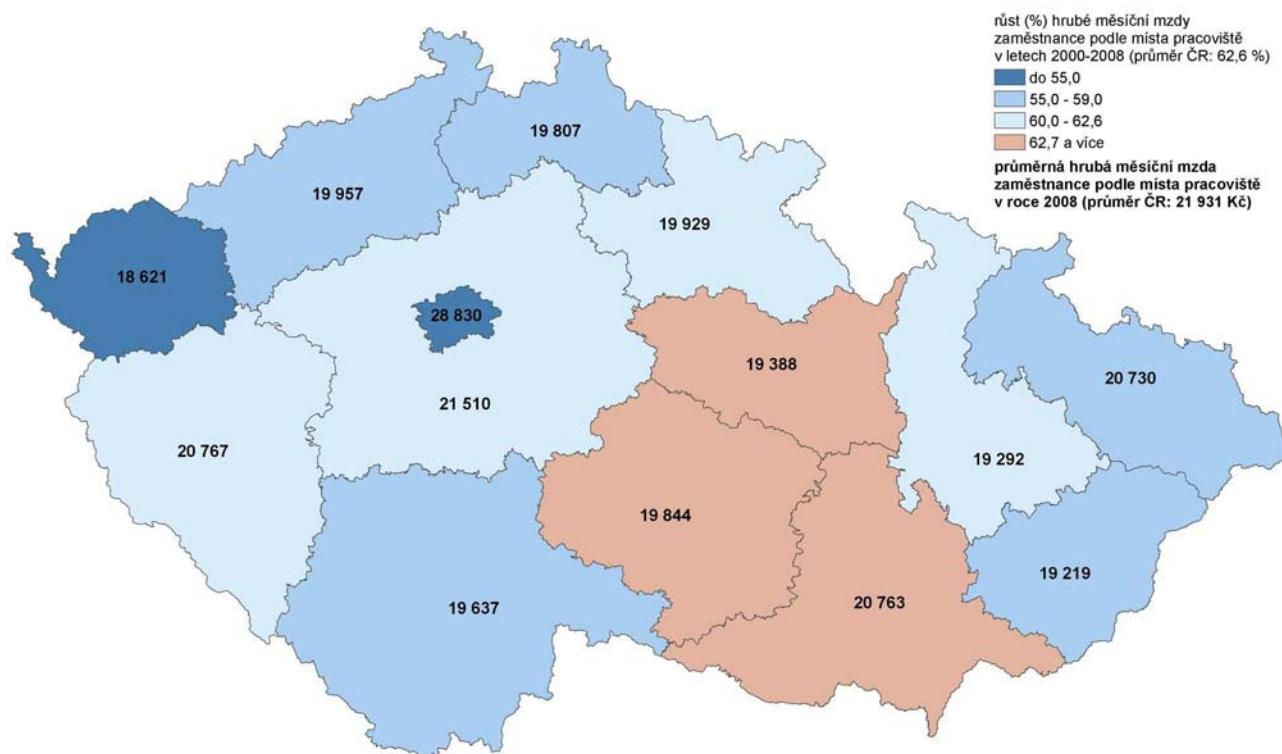 růst (%) hrubé měsíční mzdy
zaměstnance podle místa pracoviště
v letech 2000-2008 (průměr ČR: 62,6 %)
do 55,0
55,0 - 59,0
60,0 - 62,6
62,7 a více
průměrná hrubá měsíční mzda
zaměstnance podle místa pracoviště
v roce 2008 (průměr ČR: 21 931 Kč)
19 807
19 957
19 929
18 621
28 830
19 388
20 730
21 510
20 767
19 292
19 844
19 219
19 637
20 763